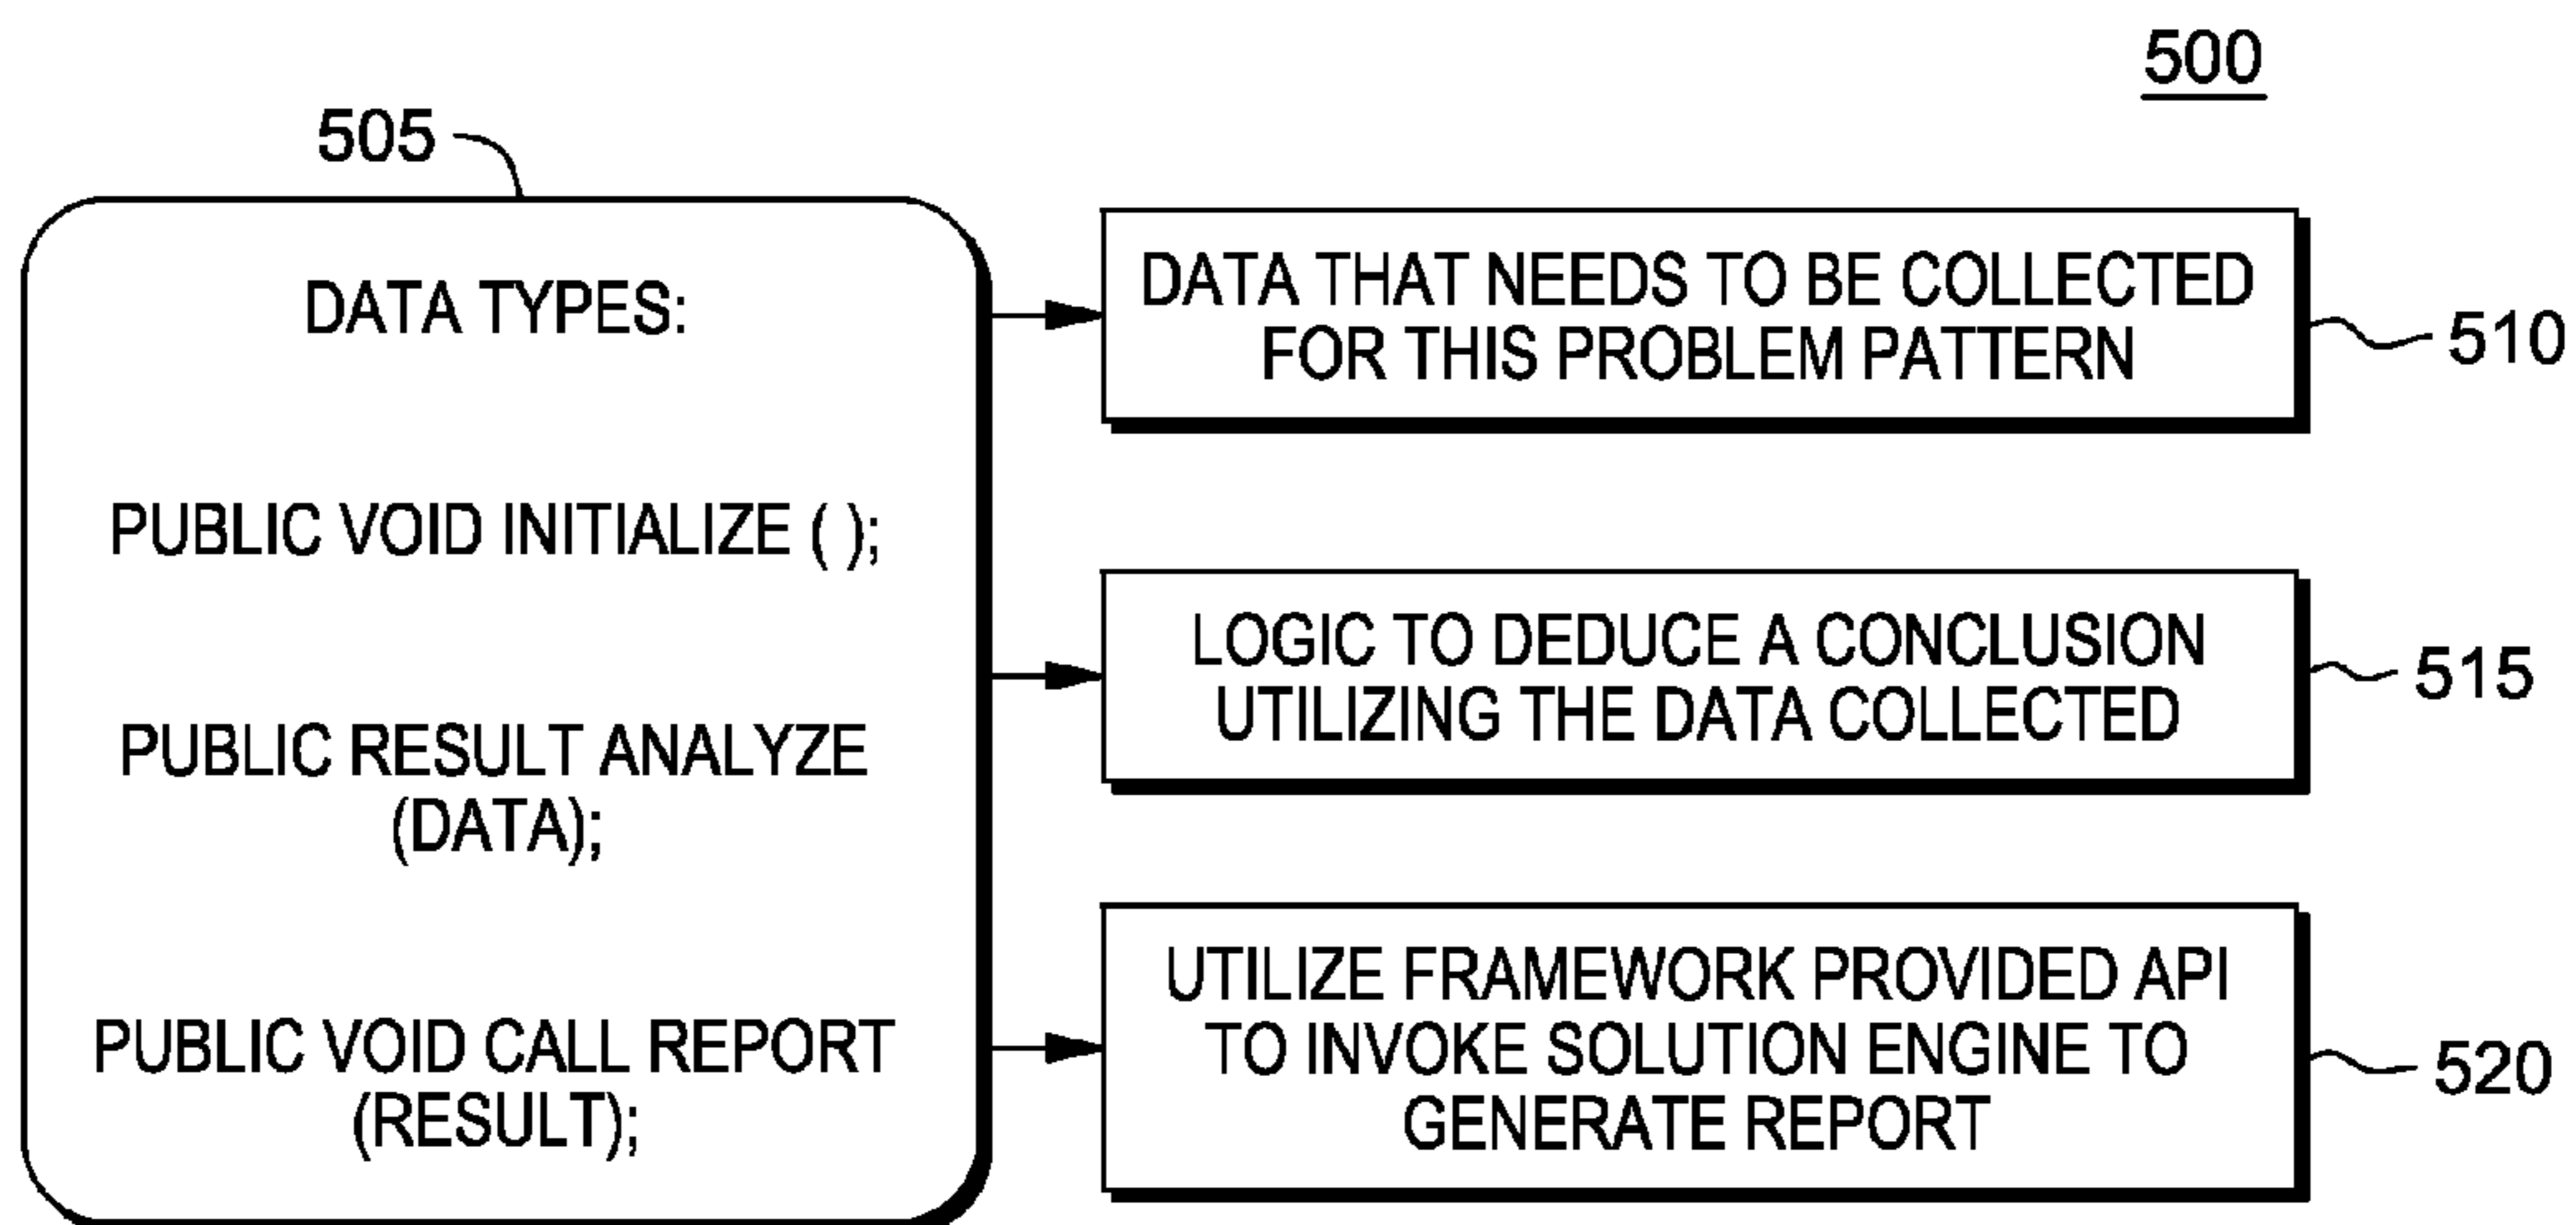 500
505
DATA TYPES:
PUBLIC VOID INITIALIZE ( );
PUBLIC RESULT ANALYZE
(DATA);
PUBLIC VOID CALL REPORT
(RESULT);
DATA THAT NEEDS TO BE COLLECTED
FOR THIS PROBLEM PATTERN
510
LOGIC TO DEDUCE A CONCLUSION
UTILIZING THE DATA COLLECTED
515
UTILIZE FRAMEWORK PROVIDED API
TO INVOKE SOLUTION ENGINE TO
GENERATE REPORT
520